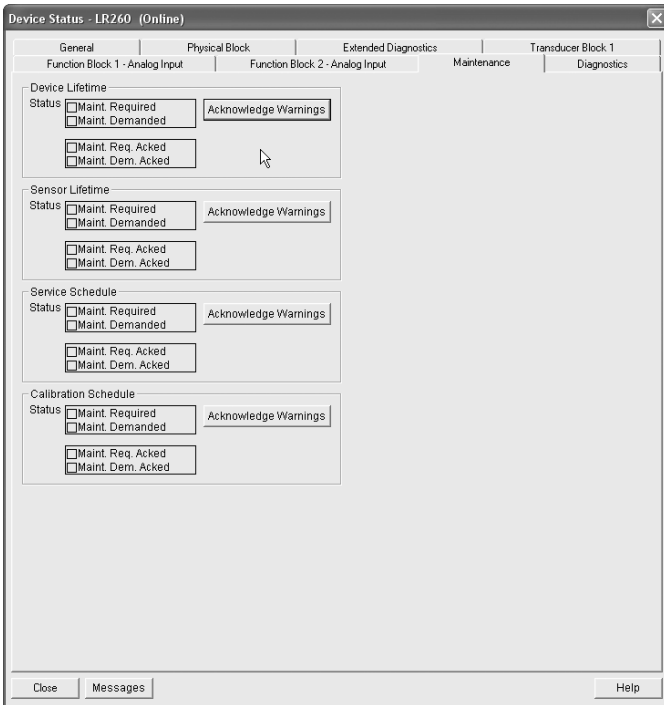 Device Status - LR260 (Online)
General Physical Block Extended Diagnostics Transducer Block 1
Function Block 1 - Analog Input Function Block 2 - Analog Input Maintenance Diagnostics
Device Lifetime
Status Maint. Required Acknowledge Warnings
Maint. Demanded
Maint. Req. Acked
Maint. Dem. Acked
Sensor Lifetime
Status Maint. Required Acknowledge Warnings
Maint. Demanded
Maint. Req. Acked
Maint. Dem. Acked
Service Schedule
Status Maint. Required Acknowledge Warnings
Maint. Demanded
Maint. Req. Acked
Maint. Dem. Acked
Calibration Schedule
Status Maint. Required Acknowledge Warnings
Maint. Demanded
Maint. Req. Acked
Maint. Dem. Acked
Close Messages Help